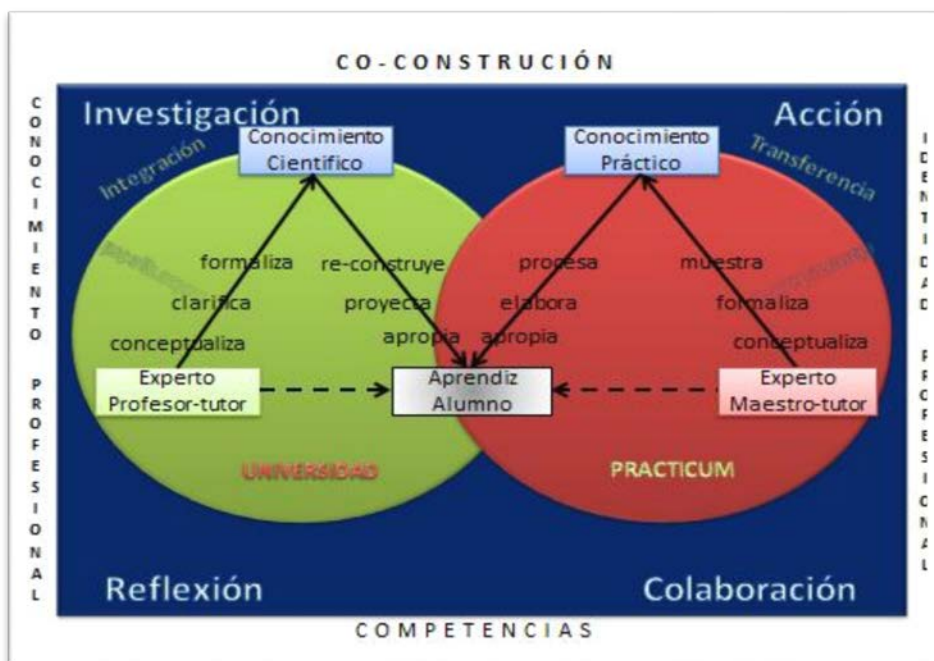 CO-CONSTRUCIÓN
CONOCIMIENTO PROFESIONAL
Investigación
Acción
IDENTIDAD PROFESIONAL
Conocimiento
Científico
Conocimiento
Práctico
Integración
Transferencia
formaliza
re-construye
procesa
muestra
clarifica
proyecta
elabora
formaliza
conceptualiza
apropia
apropia
conceptualiza
Experto
Profesor-tutor
Aprendiz
Alumno
Experto
Maestro-tutor
UNIVERSIDAD
PRACTICUM
Reflexión
Colaboración
COMPETENCIAS